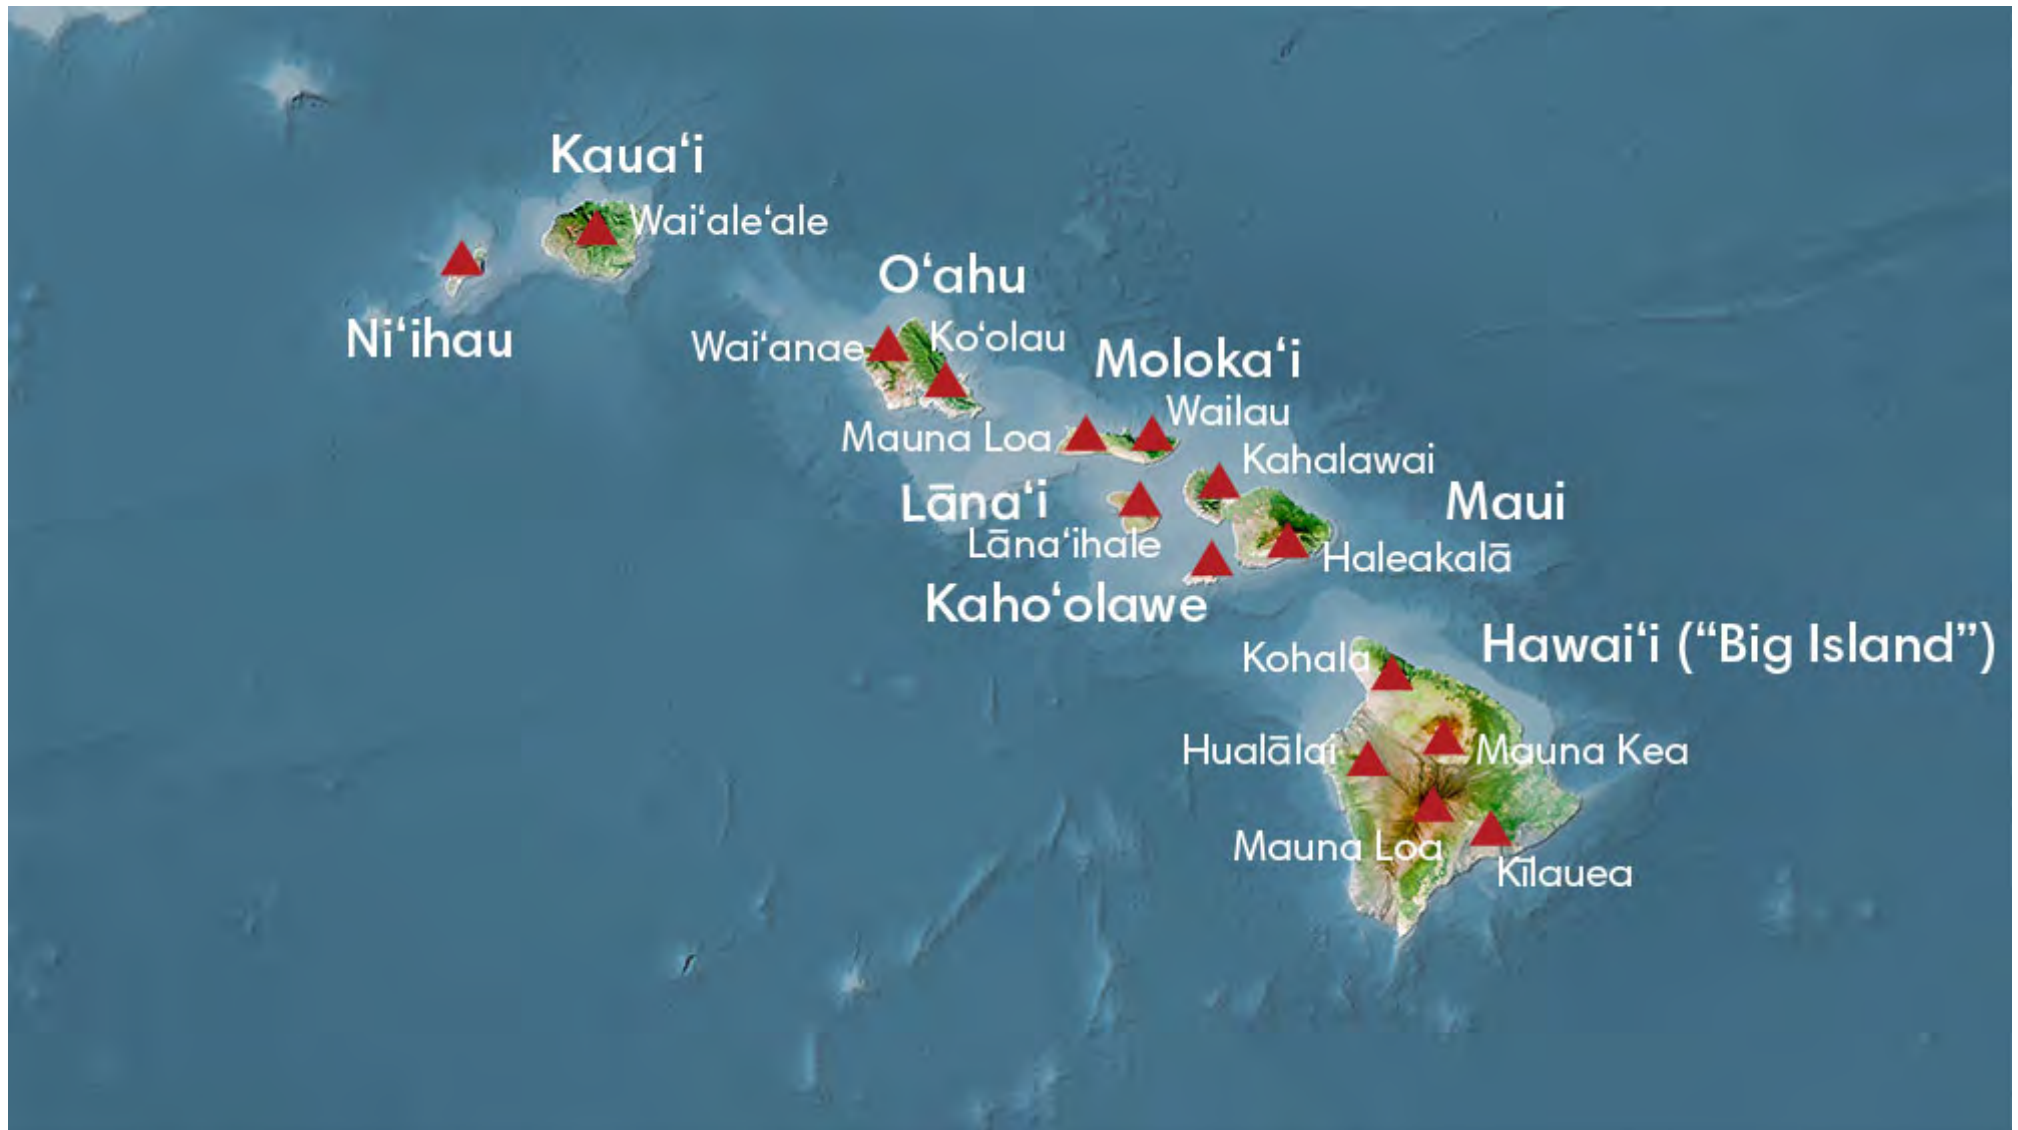 Kauaʻi
Waiʻaleʻale
Niʻihau
Oʻahu
Waiʻanae
Koʻolau
Molokaʻi
Wailau
Mauna Loa
Kahalawai
Lānaʻi
Lānaʻihale
Maui
Haleakalā
Kahoʻolawe
Hawaiʻi (“Big Island”)
Kohala
Hualālai
Mauna Kea
Mauna Loa
Kīlauea